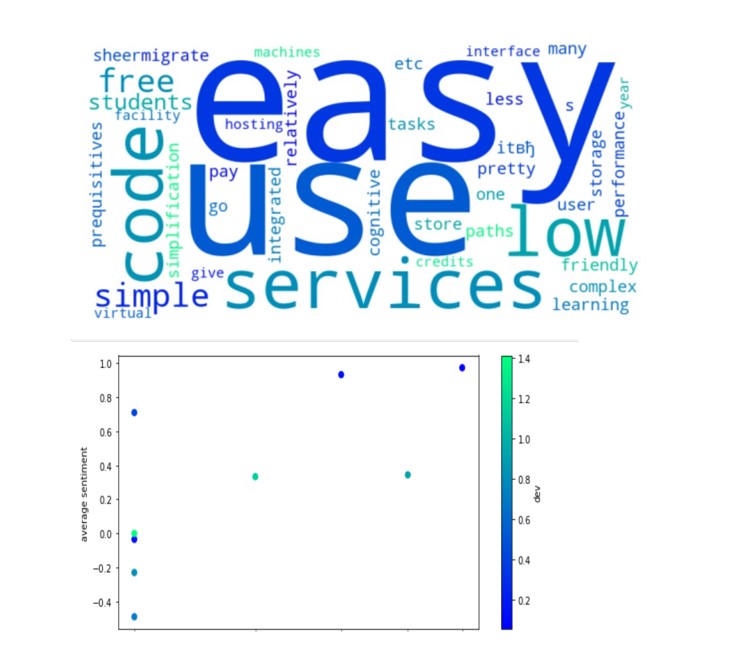 sheer migrate machines interface many
etc
free
easy
students
less s year
facility
hosting relatively tasks
itвђ
prequisitives code simplification pay pretty storage performance
use
go integrated cognitive one user
store paths low
credits friendly
give services complex
simple learning
virtual
1.0
0.8
0.6
0.4
0.2
0.0
−0.2
−0.4
average sentiment
1.4
1.2
1.0
0.8
0.6
0.4
0.2
dev